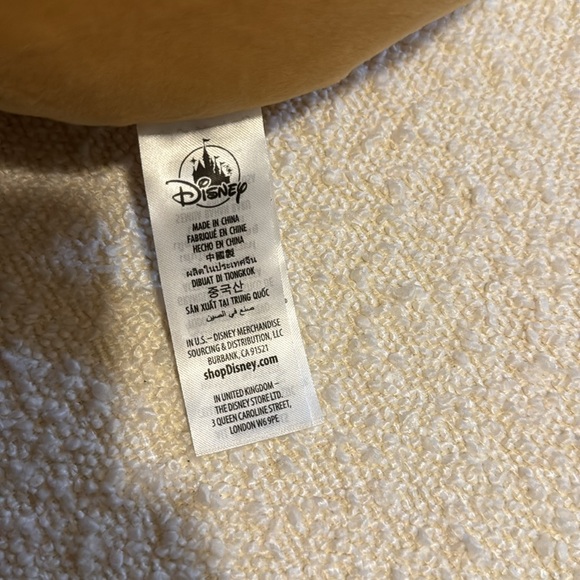 Disney
MADE IN CHINA
FABRIQUÉ EN CHINE
HECHO EN CHINA
中國製
ผลิตในประเทศจีน
DIBUAT DI TIONGKOK
중국산
SẢN XUẤT TẠI TRUNG QUỐC
صنع في الصين
IN U.S. – DISNEY MERCHANDISE
SOURCING & DISTRIBUTION, LLC
BURBANK, CA 91521
shopDisney.com
IN UNITED KINGDOM –
THE DISNEY STORE LTD.
3 QUEEN CAROLINE STREET,
LONDON W6 9PE